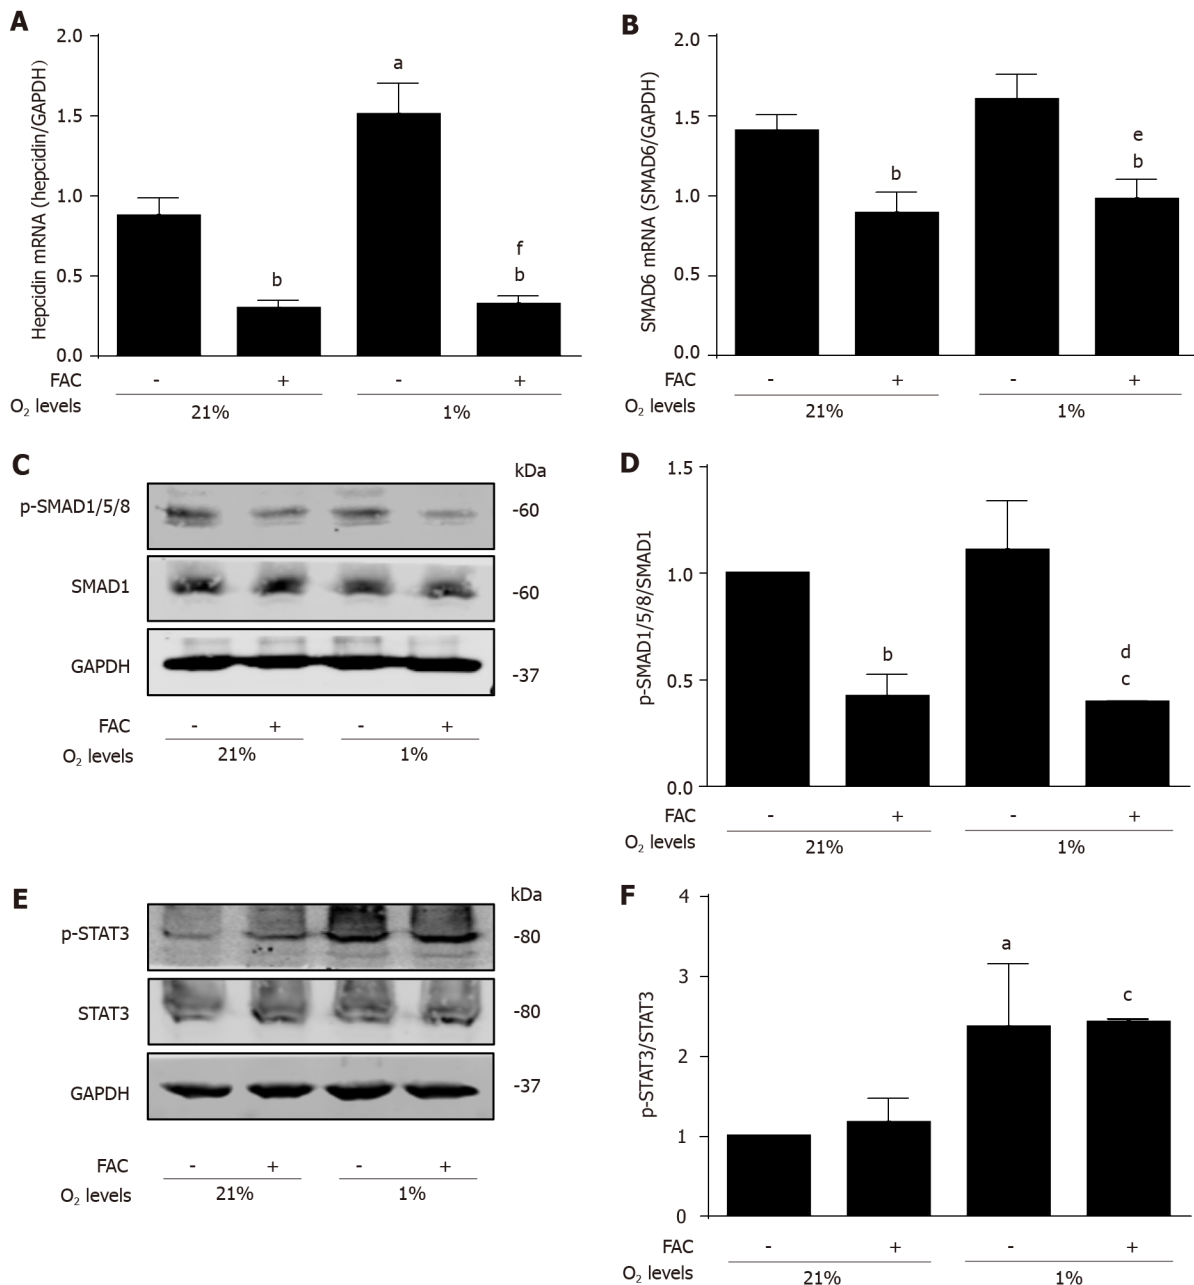 A
Hepcidin mRNA (hepcidin/GAPDH)
2.0
1.5
1.0
0.5
0.0
b
a
f
b
FAC - + - +
O₂ levels 21% 1%
B
SMAD6 mRNA (SMAD6/GAPDH)
2.0
1.5
1.0
0.5
0.0
b
e
b
FAC - + - +
O₂ levels 21% 1%
C
kDa
p-SMAD1/5/8 -60
SMAD1 -60
GAPDH -37
FAC - + - +
O₂ levels 21% 1%
D
p-SMAD1/5/8/SMAD1
1.5
1.0
0.5
0.0
b
d
c
FAC - + - +
O₂ levels 21% 1%
E
kDa
p-STAT3 -80
STAT3 -80
GAPDH -37
FAC - + - +
O₂ levels 21% 1%
F
p-STAT3/STAT3
4
3
2
1
0
a
c
FAC - + - +
O₂ levels 21% 1%